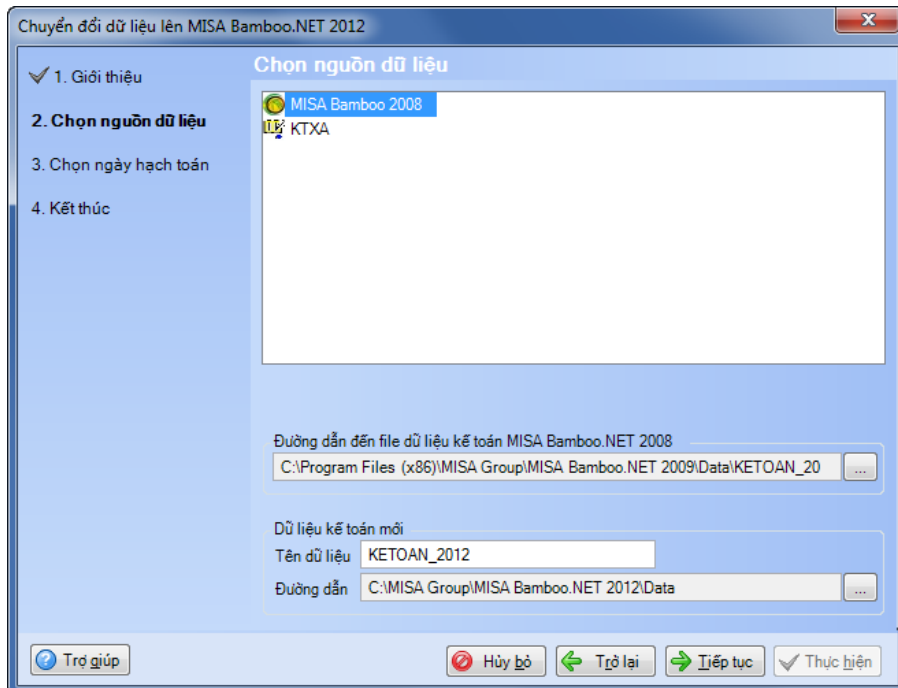 Chuyển đổi dữ liệu lên MISA Bamboo.NET 2012
1. Giới thiệu
2. Chọn nguồn dữ liệu
3. Chọn ngày hạch toán
4. Kết thúc
Chọn nguồn dữ liệu
MISA Bamboo 2008
KTXA
Đường dẫn đến file dữ liệu kế toán MISA Bamboo.NET 2008
C:\Program Files (x86)\MISA Group\MISA Bamboo.NET 2009\Data\KETOAN_20
...
Dữ liệu kế toán mới
Tên dữ liệu KETOAN_2012
Đường dẫn C:\MISA Group\MISA Bamboo.NET 2012\Data ...
Trợ giúp Hủy bỏ Trở lại Tiếp tục Thực hiện